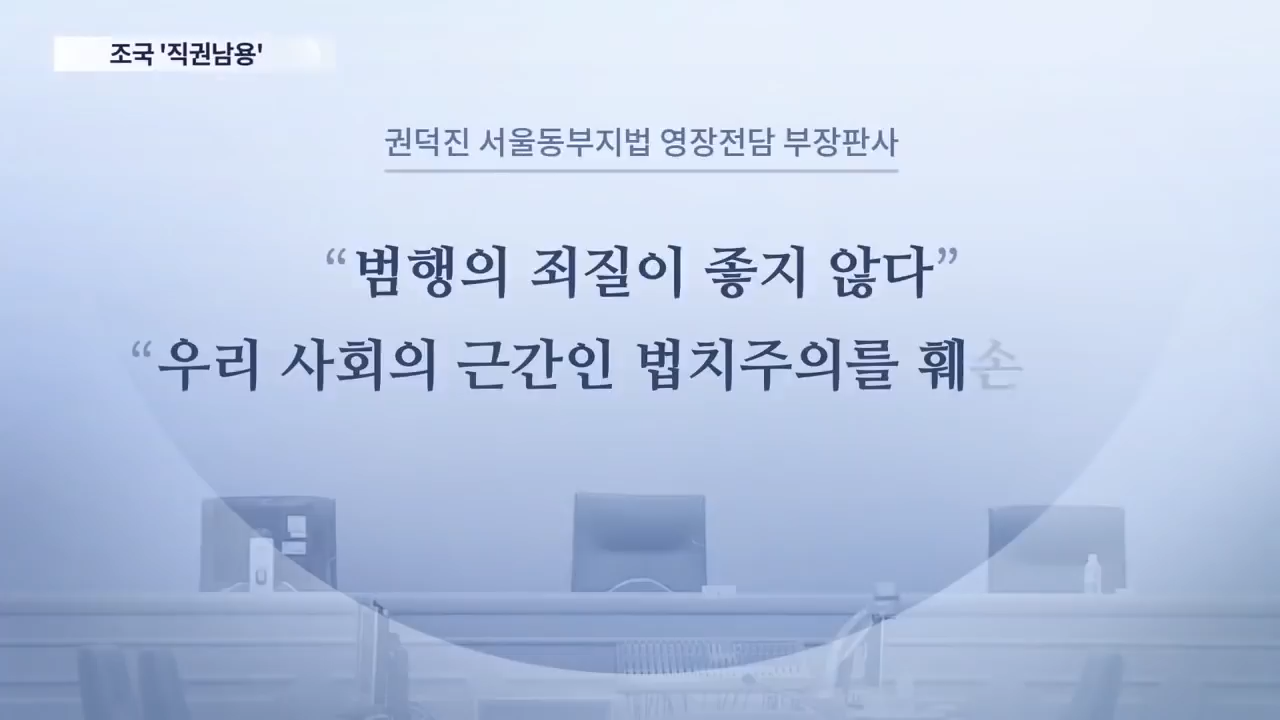 조국 '직권남용'
권덕진 서울동부지법 영장전담 부장판사
“범행의 죄질이 좋지 않다”
“우리 사회의 근간인 법치주의를 훼손